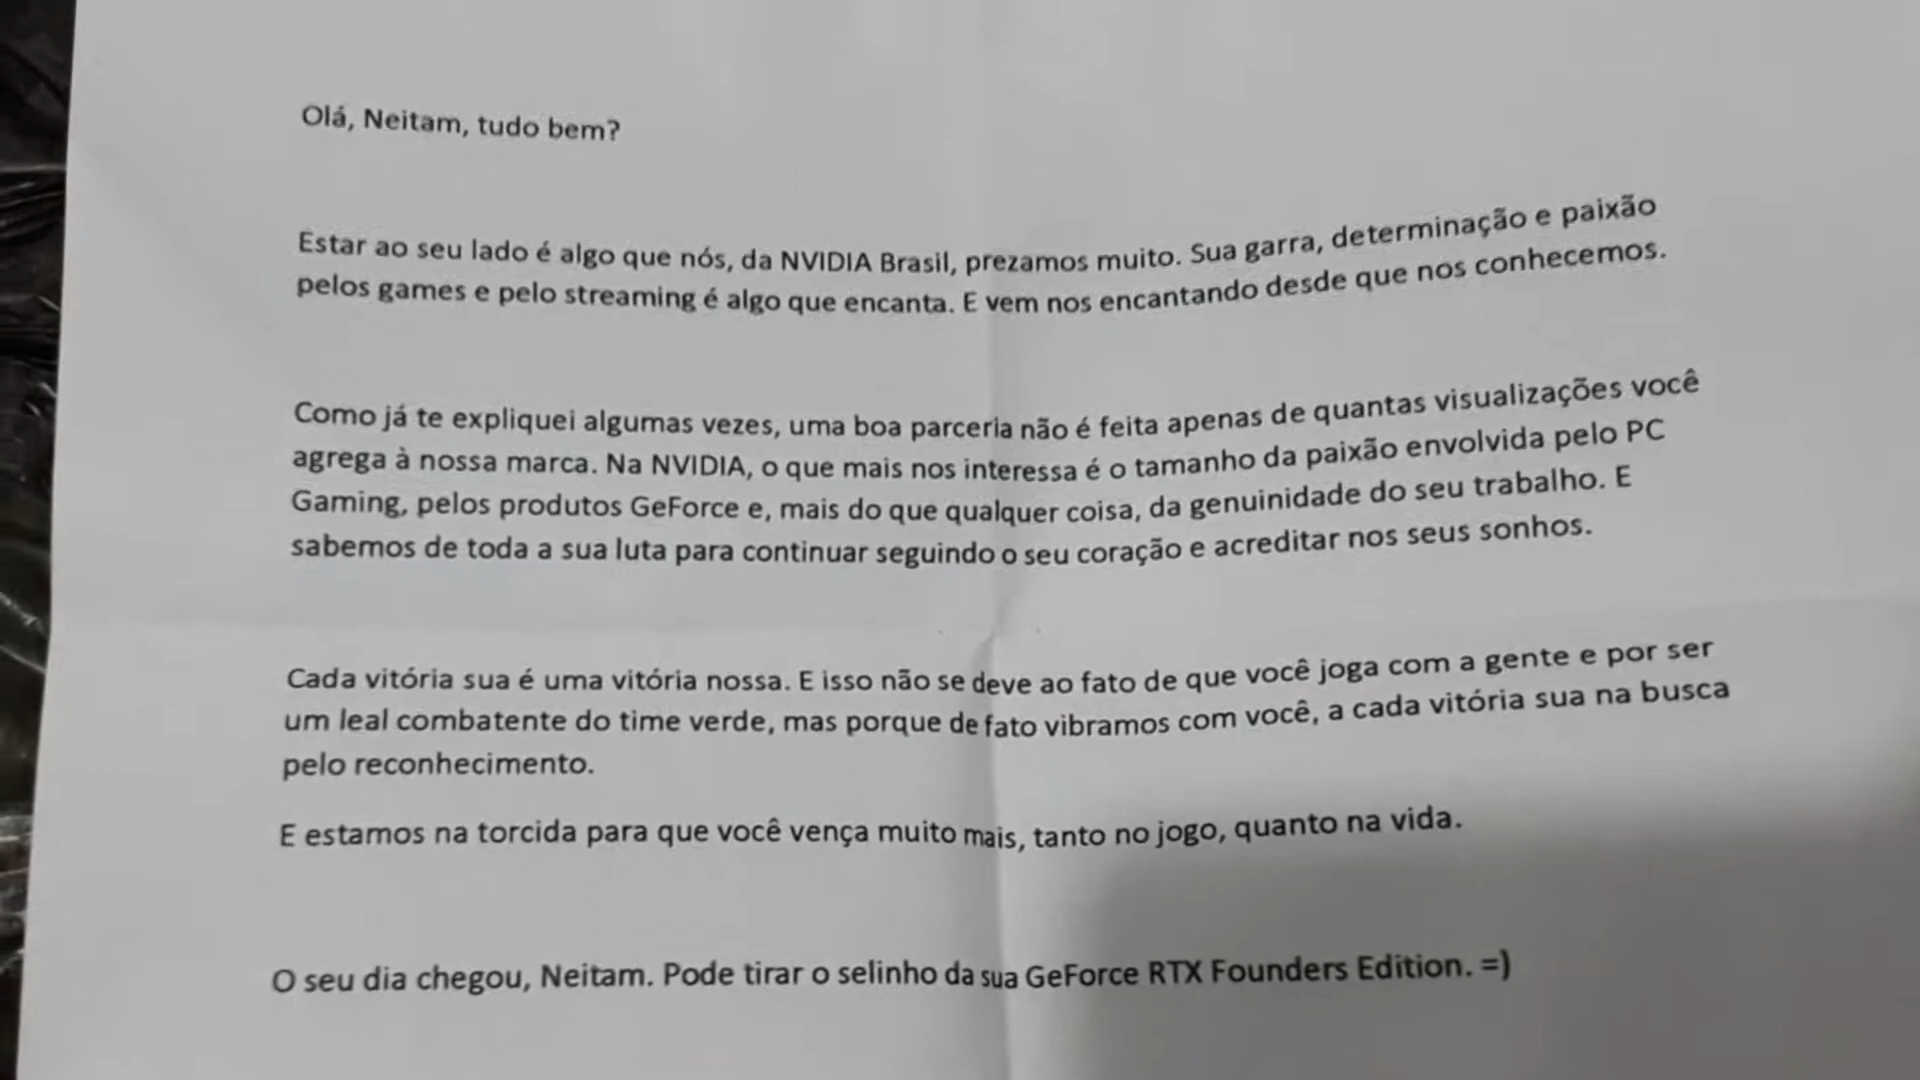 Olá, Neitam, tudo bem?
Estar ao seu lado é algo que nós, da NVIDIA Brasil, prezamos muito. Sua garra, determinação e paixão
pelos games e pelo streaming é algo que encanta. E vem nos encantando desde que nos conhecemos.
Como já te expliquei algumas vezes, uma boa parceria não é feita apenas de quantas visualizações você
agrega à nossa marca. Na NVIDIA, o que mais nos interessa é o tamanho da paixão envolvida pelo PC
Gaming, pelos produtos GeForce e, mais do que qualquer coisa, da genuinidade do seu trabalho. E
sabemos de toda a sua luta para continuar seguindo o seu coração e acreditar nos seus sonhos.
Cada vitória sua é uma vitória nossa. E isso não se deve ao fato de que você joga com a gente e por ser
um leal combatente do time verde, mas porque de fato vibramos com você, a cada vitória sua na busca
pelo reconhecimento.
E estamos na torcida para que você vença muito mais, tanto no jogo, quanto na vida.
O seu dia chegou, Neitam. Pode tirar o selinho da sua GeForce RTX Founders Edition. =)